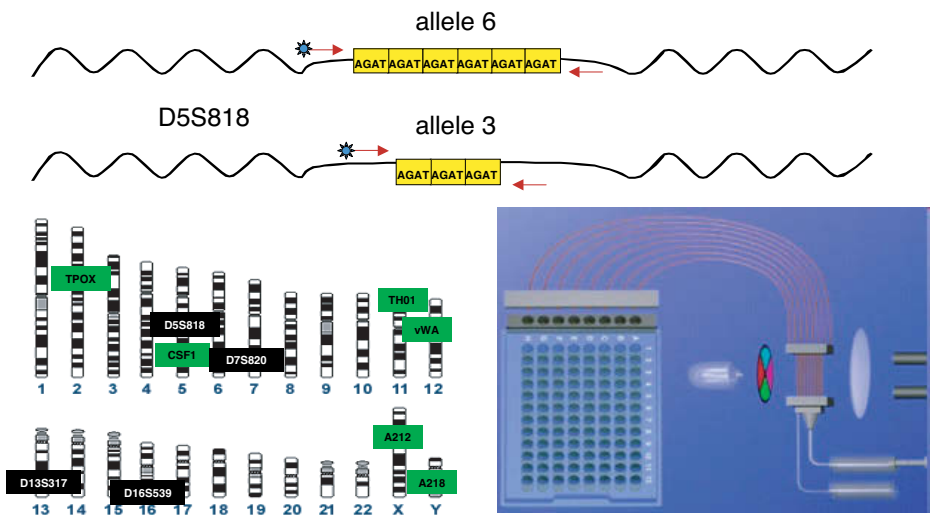 allele 6
AGAT AGAT AGAT AGAT AGAT AGAT
D5S818
allele 3
AGAT AGAT AGAT
TPOX
TH01
D5S818
vWA
CSF1
D7S820
1 2 3 4 5 6 7 8 9 10 11 12
A212
D13S317
D16S539
A218
13 14 15 16 17 18 19 20 21 22 X Y